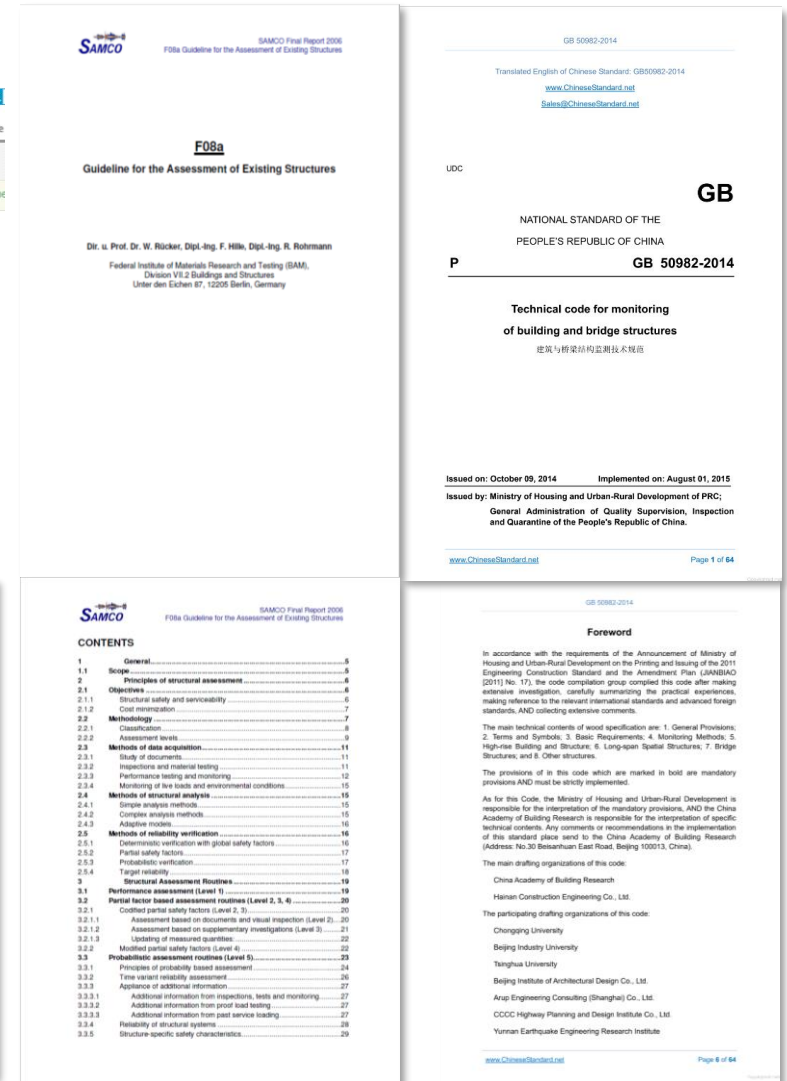 SAMCO
SAMCO Final Report 2006
F08a Guideline for the Assessment of Existing Structures
F08a
Guideline for the Assessment of Existing Structures
Dir. u. Prof. Dr. W. Rücker, Dipl.-Ing. F. Hille, Dipl.-Ing. R. Rohrmann
Federal Institute of Materials Research and Testing (BAM),
Division VII.2 Buildings and Structures
Unter den Eichen 87, 12205 Berlin, Germany
GB 50982-2014
Translated English of Chinese Standard: GB50982-2014
www.ChineseStandard.net
Sales@ChineseStandard.net
UDC
GB
NATIONAL STANDARD OF THE
PEOPLE'S REPUBLIC OF CHINA
P GB 50982-2014
Technical code for monitoring
of building and bridge structures
建筑与桥梁结构监测技术规范
Issued on: October 09, 2014 Implemented on: August 01, 2015
Issued by: Ministry of Housing and Urban-Rural Development of PRC;
General Administration of Quality Supervision, Inspection
and Quarantine of the People's Republic of China.
www.ChineseStandard.net Page 1 of 64
SAMCO
SAMCO Final Report 2006
F08a Guideline for the Assessment of Existing Structures
CONTENTS
1 General...5
1.1 Scope...5
2 Principles of structural assessment...6
2.1 Objectives...6
2.1.1 Structural safety and serviceability...6
2.1.2 Cost minimization...7
2.2 Methodology...7
2.2.1 Classification...8
2.2.2 Assessment levels...9
2.3 Methods of data acquisition...11
2.3.1 Study of documents...11
2.3.2 Inspections and material testing...11
2.3.3 Performance testing and monitoring...12
2.3.4 Monitoring of live loads and environmental conditions...15
2.4 Methods of structural analysis...15
2.4.1 Simple analysis methods...15
2.4.2 Complex analysis methods...15
2.4.3 Adaptive models...16
2.5 Methods of reliability verification...16
2.5.1 Deterministic verification with global safety factors...16
2.5.2 Partial safety factors...17
2.5.3 Probabilistic verification...17
2.5.4 Target reliability...18
3 Structural Assessment Routines...19
3.1 Performance assessment (Level 1)...19
3.2 Partial factor based assessment routines (Level 2, 3, 4)...20
3.2.1 Codified partial safety factors (Level 2, 3)...20
3.2.1.1 Assessment based on documents and visual inspection (Level 2)...20
3.2.1.2 Assessment based on supplementary investigations (Level 3)...21
3.2.1.3 Updating of measured quantities:...22
3.2.2 Modified partial safety factors (Level 4)...22
3.3 Probabilistic assessment routines (Level 5)...23
3.3.1 Principles of probability based assessment...24
3.3.2 Time variant reliability assessment...26
3.3.3 Appliance of additional information...27
3.3.3.1 Additional information from inspections, tests and monitoring...27
3.3.3.2 Additional information from proof load testing...27
3.3.3.3 Additional information from past service loading...27
3.3.4 Reliability of structural systems...28
3.3.5 Structure-specific safety characteristics...29
GB 50982-2014
Foreword
In accordance with the requirements of the Announcement of Ministry of
Housing and Urban-Rural Development on the Printing and Issuing of the 2011
Engineering Construction Standard and the Amendment Plan (JIANBIAO
[2011] No. 17), the code compilation group complied this code after making
extensive investigation, carefully summarizing the practical experiences,
making reference to the relevant international standards and advanced foreign
standards, AND collecting extensive comments.
The main technical contents of wood specification are: 1. General Provisions;
2. Terms and Symbols; 3. Basic Requirements; 4. Monitoring Methods; 5.
High-rise Building and Structure; 6. Long-span Spatial Structures; 7. Bridge
Structures; and 8. Other structures.
The provisions of in this code which are marked in bold are mandatory
provisions AND must be strictly implemented.
As for this Code, the Ministry of Housing and Urban-Rural Development is
responsible for the interpretation of the mandatory provisions, AND the China
Academy of Building Research is responsible for the interpretation of specific
technical contents. Any comments or recommendations in the implementation
of this standard place send to the China Academy of Building Research
(Address: No.30 Beisanhuan East Road, Beijing 100013, China).
The main drafting organizations of this code:
China Academy of Building Research
Hainan Construction Engineering Co., Ltd.
The participating drafting organizations of this code:
Chongqing University
Beijing Industry University
Tsinghua University
Beijing Institute of Architectural Design Co., Ltd.
Arup Engineering Consulting (Shanghai) Co., Ltd.
CCCC Highway Planning and Design Institute Co., Ltd.
Yunnan Earthquake Engineering Research Institute
www.ChineseStandard.net Page 6 of 64